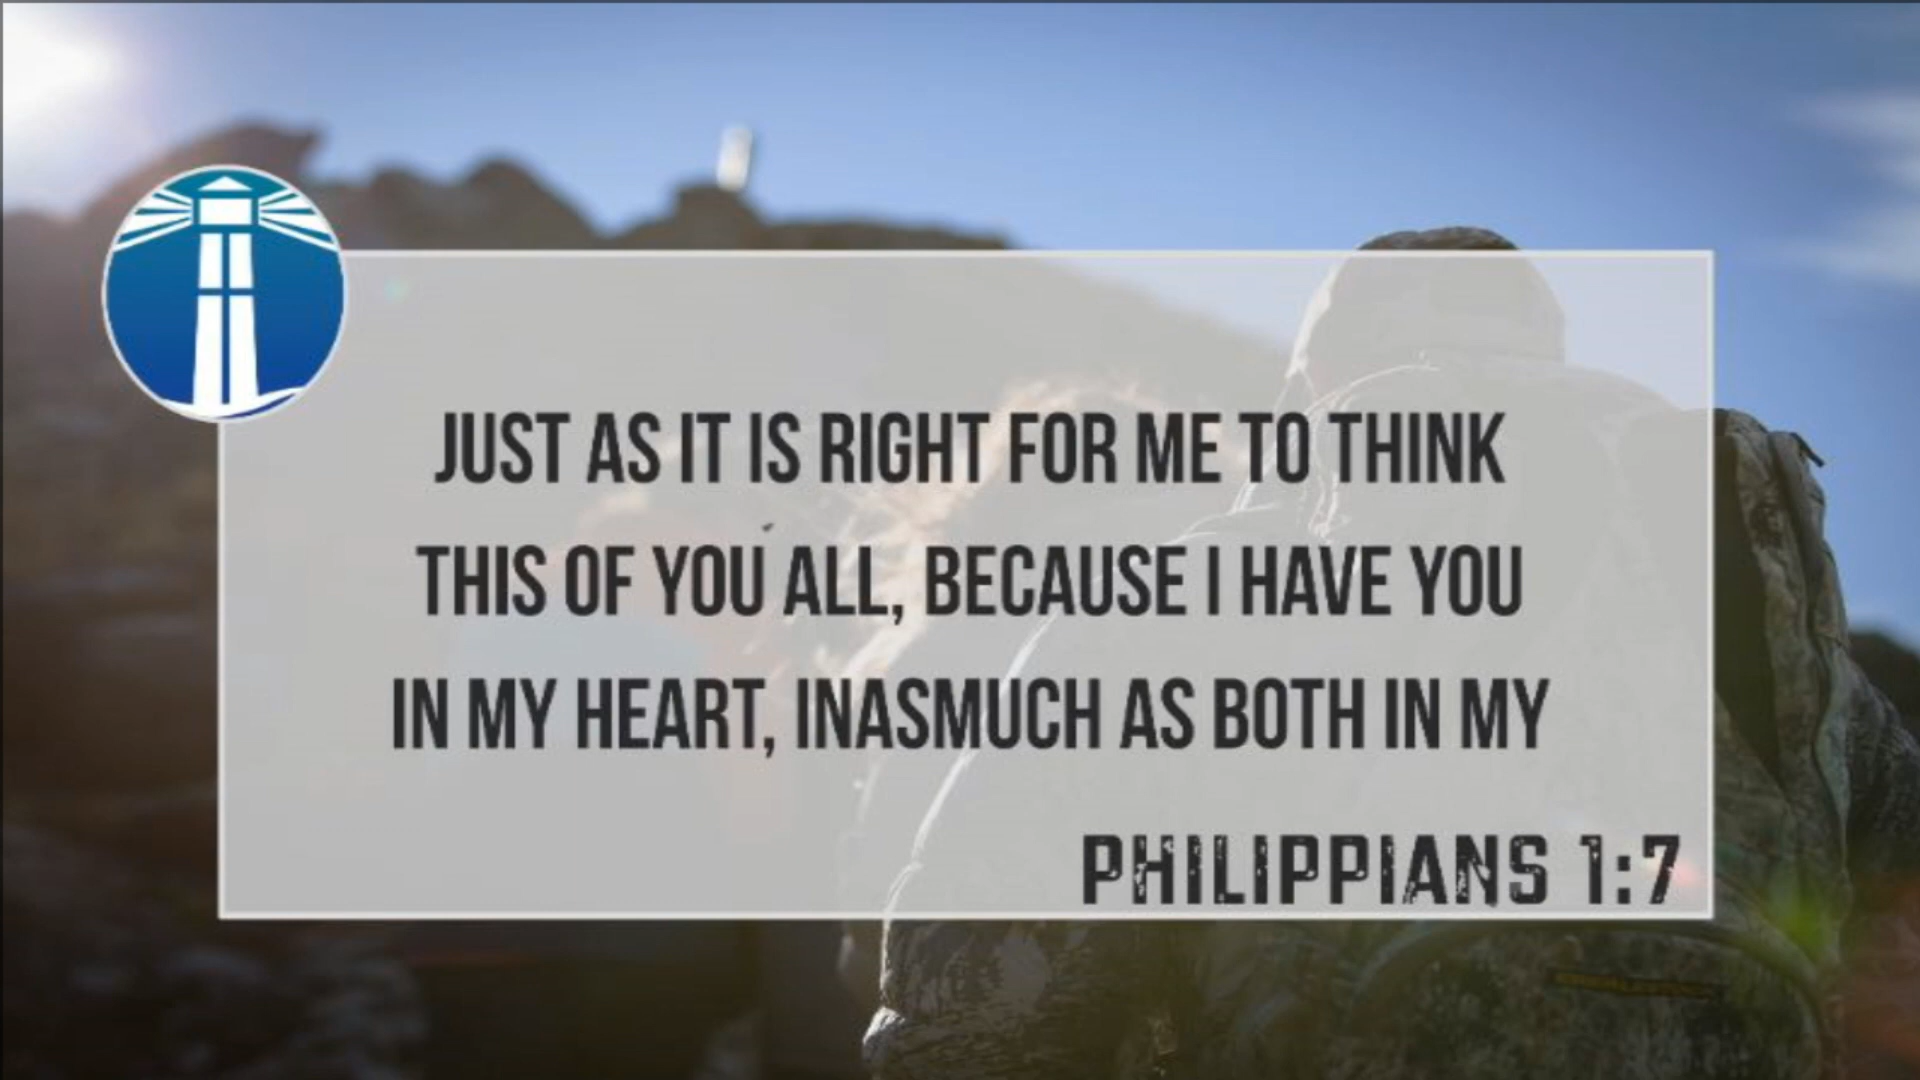 JUST AS IT IS RIGHT FOR ME TO THINK
THIS OF YOU ALL, BECAUSE I HAVE YOU
IN MY HEART, INASMUCH AS BOTH IN MY
PHILIPPIANS 1:7